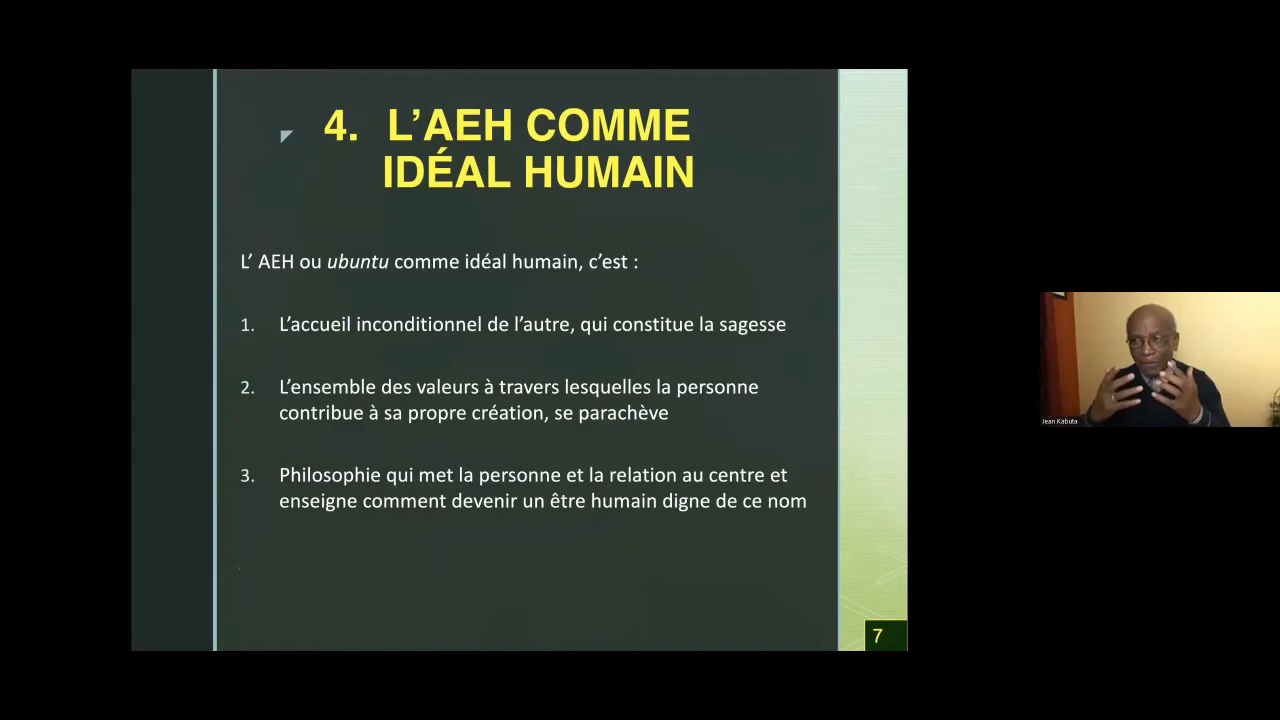 4. L’AEH COMME
IDÉAL HUMAIN
L’ AEH ou ubuntu comme idéal humain, c’est :
1. L’accueil inconditionnel de l’autre, qui constitue la sagesse
2. L’ensemble des valeurs à travers lesquelles la personne
contribue à sa propre création, se parachève
3. Philosophie qui met la personne et la relation au centre et
enseigne comment devenir un être humain digne de ce nom
7
Jean Kabuta